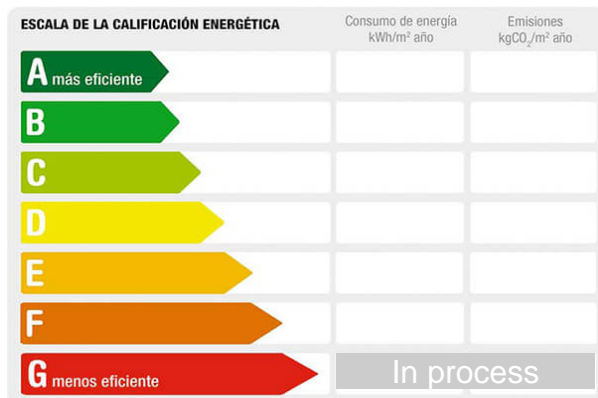 ESCALA DE LA CALIFICACIÓN ENERGÉTICA
Consumo de energía
kWh/m² año
Emisiones
kgCO₂/m² año
A más eficiente
B
C
D
E
F
G menos eficiente
In process